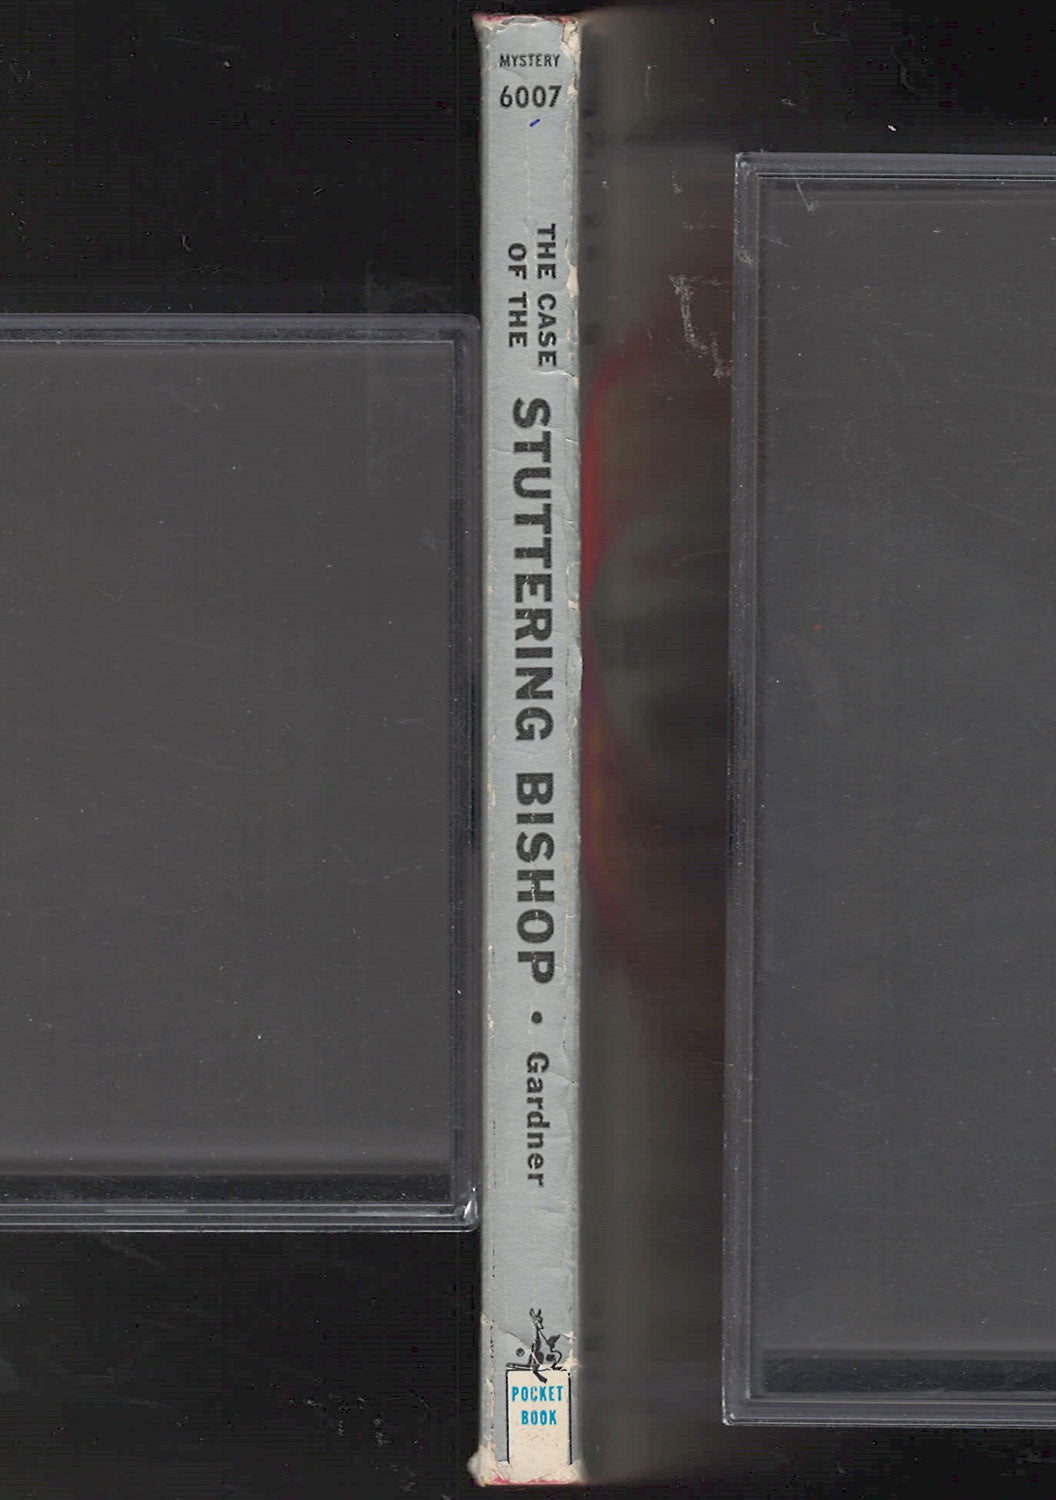 MYSTERY
6007
THE CASE
OF THE
STUTTERING BISHOP • Gardner
®
POCKET
BOOK